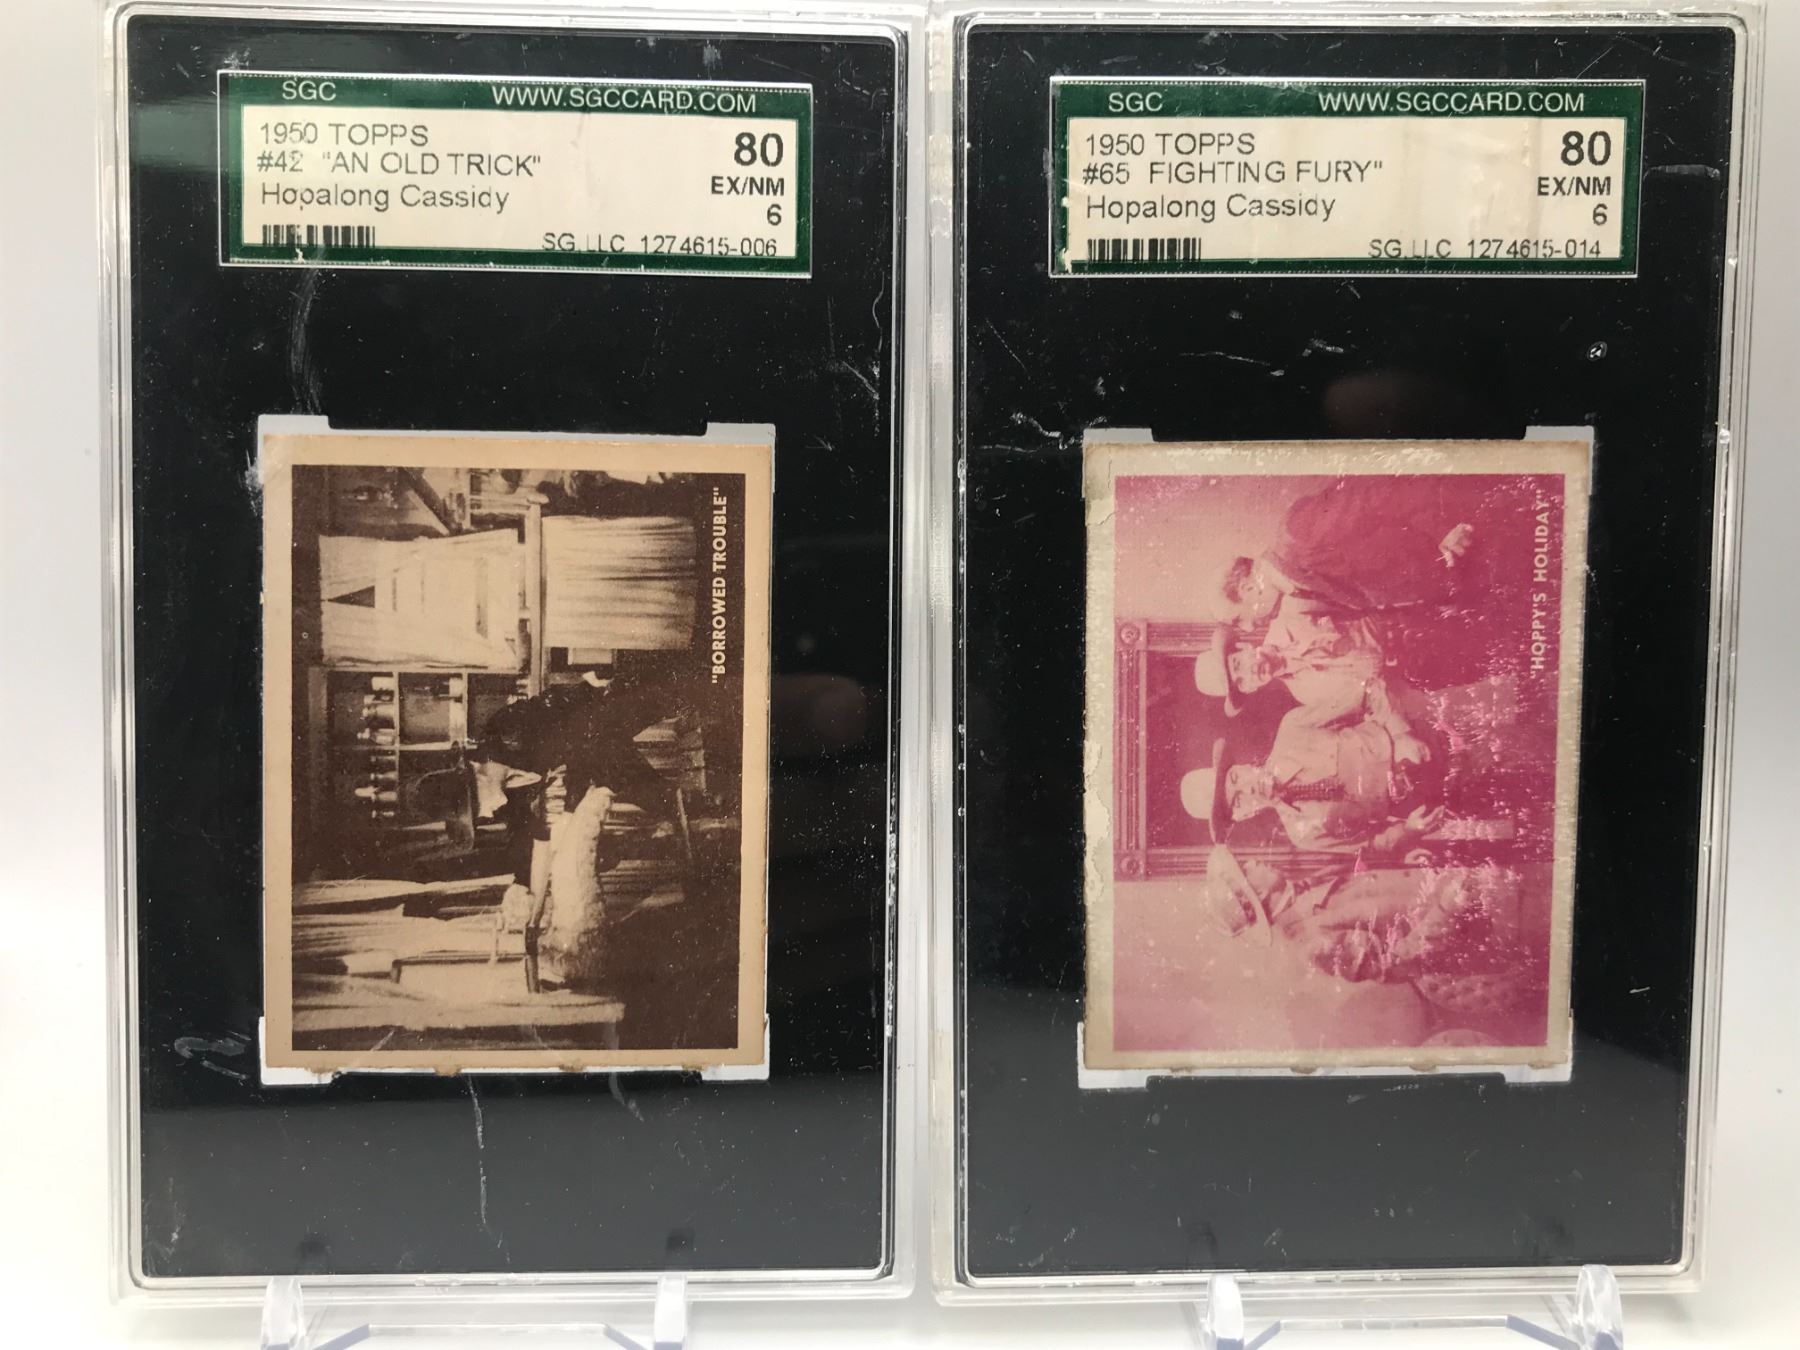 SGC WWW.SGCCARD.COM
1950 TOPPS 80
#42 "AN OLD TRICK" EX/NM
Hopalong Cassidy 6
SG LLC 1274615-006
"BORROWED TROUBLE"
SGC WWW.SGCCARD.COM
1950 TOPPS 80
#65 FIGHTING FURY" EX/NM
Hopalong Cassidy 6
SG LLC 1274615-014
"HOPPY'S HOLIDAY"